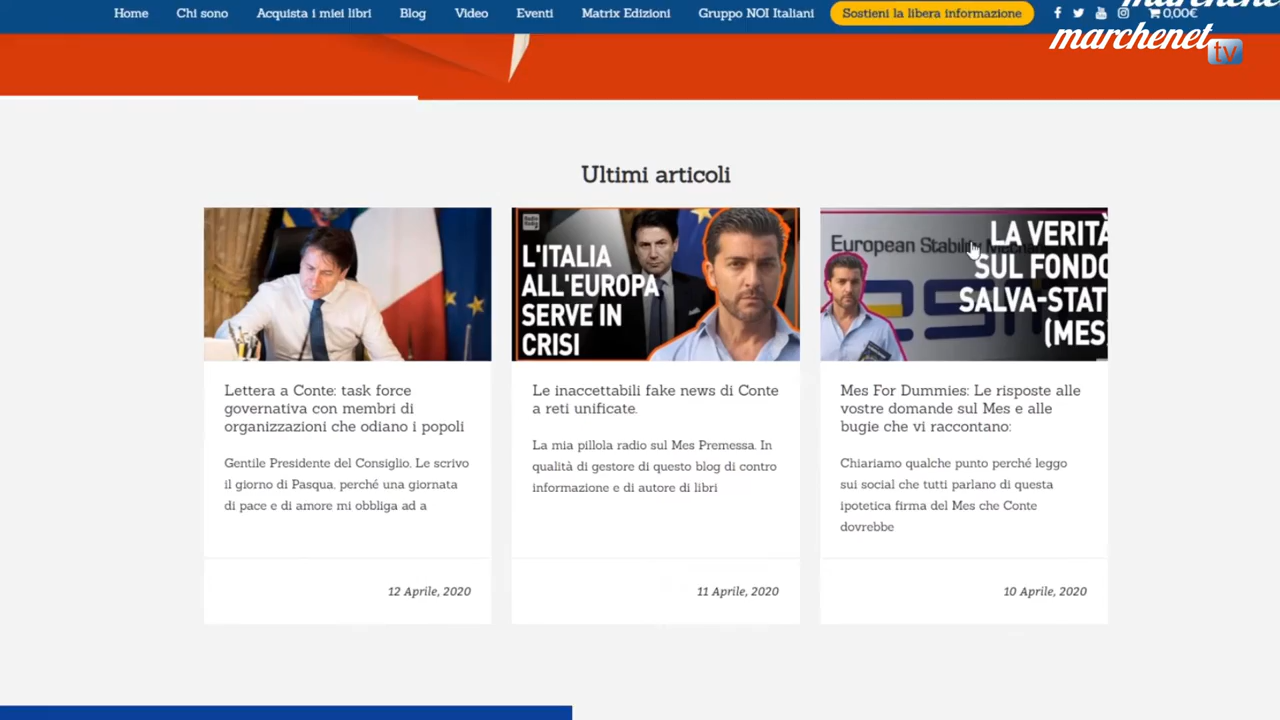 Home Chi sono Acquista i miei libri Blog Video Eventi Matrix Edizioni Gruppo NOI Italiani Sostieni la libera informazione 0,00€
marchenet
marchenet
tv
Ultimi articoli
L'ITALIA
ALL'EUROPA
SERVE IN
CRISI
European Stability Mechanism
LA VERITÀ
SUL FONDO
SALVA-STAT
(MES)
Lettera a Conte: task force
governativa con membri di
organizzazioni che odiano i popoli
Gentile Presidente del Consiglio, Le scrivo
il giorno di Pasqua, perché una giornata
di pace e di amore mi obbliga ad a
12 Aprile, 2020
Le inaccettabili fake news di Conte
a reti unificate.
La mia pillola radio sul Mes Premessa. In
qualità di gestore di questo blog di contro
informazione e di autore di libri
11 Aprile, 2020
Mes For Dummies: Le risposte alle
vostre domande sul Mes e alle
bugie che vi raccontano:
Chiariamo qualche punto perché leggo
sui social che tutti parlano di questa
ipotetica firma del Mes che Conte
dovrebbe
10 Aprile, 2020